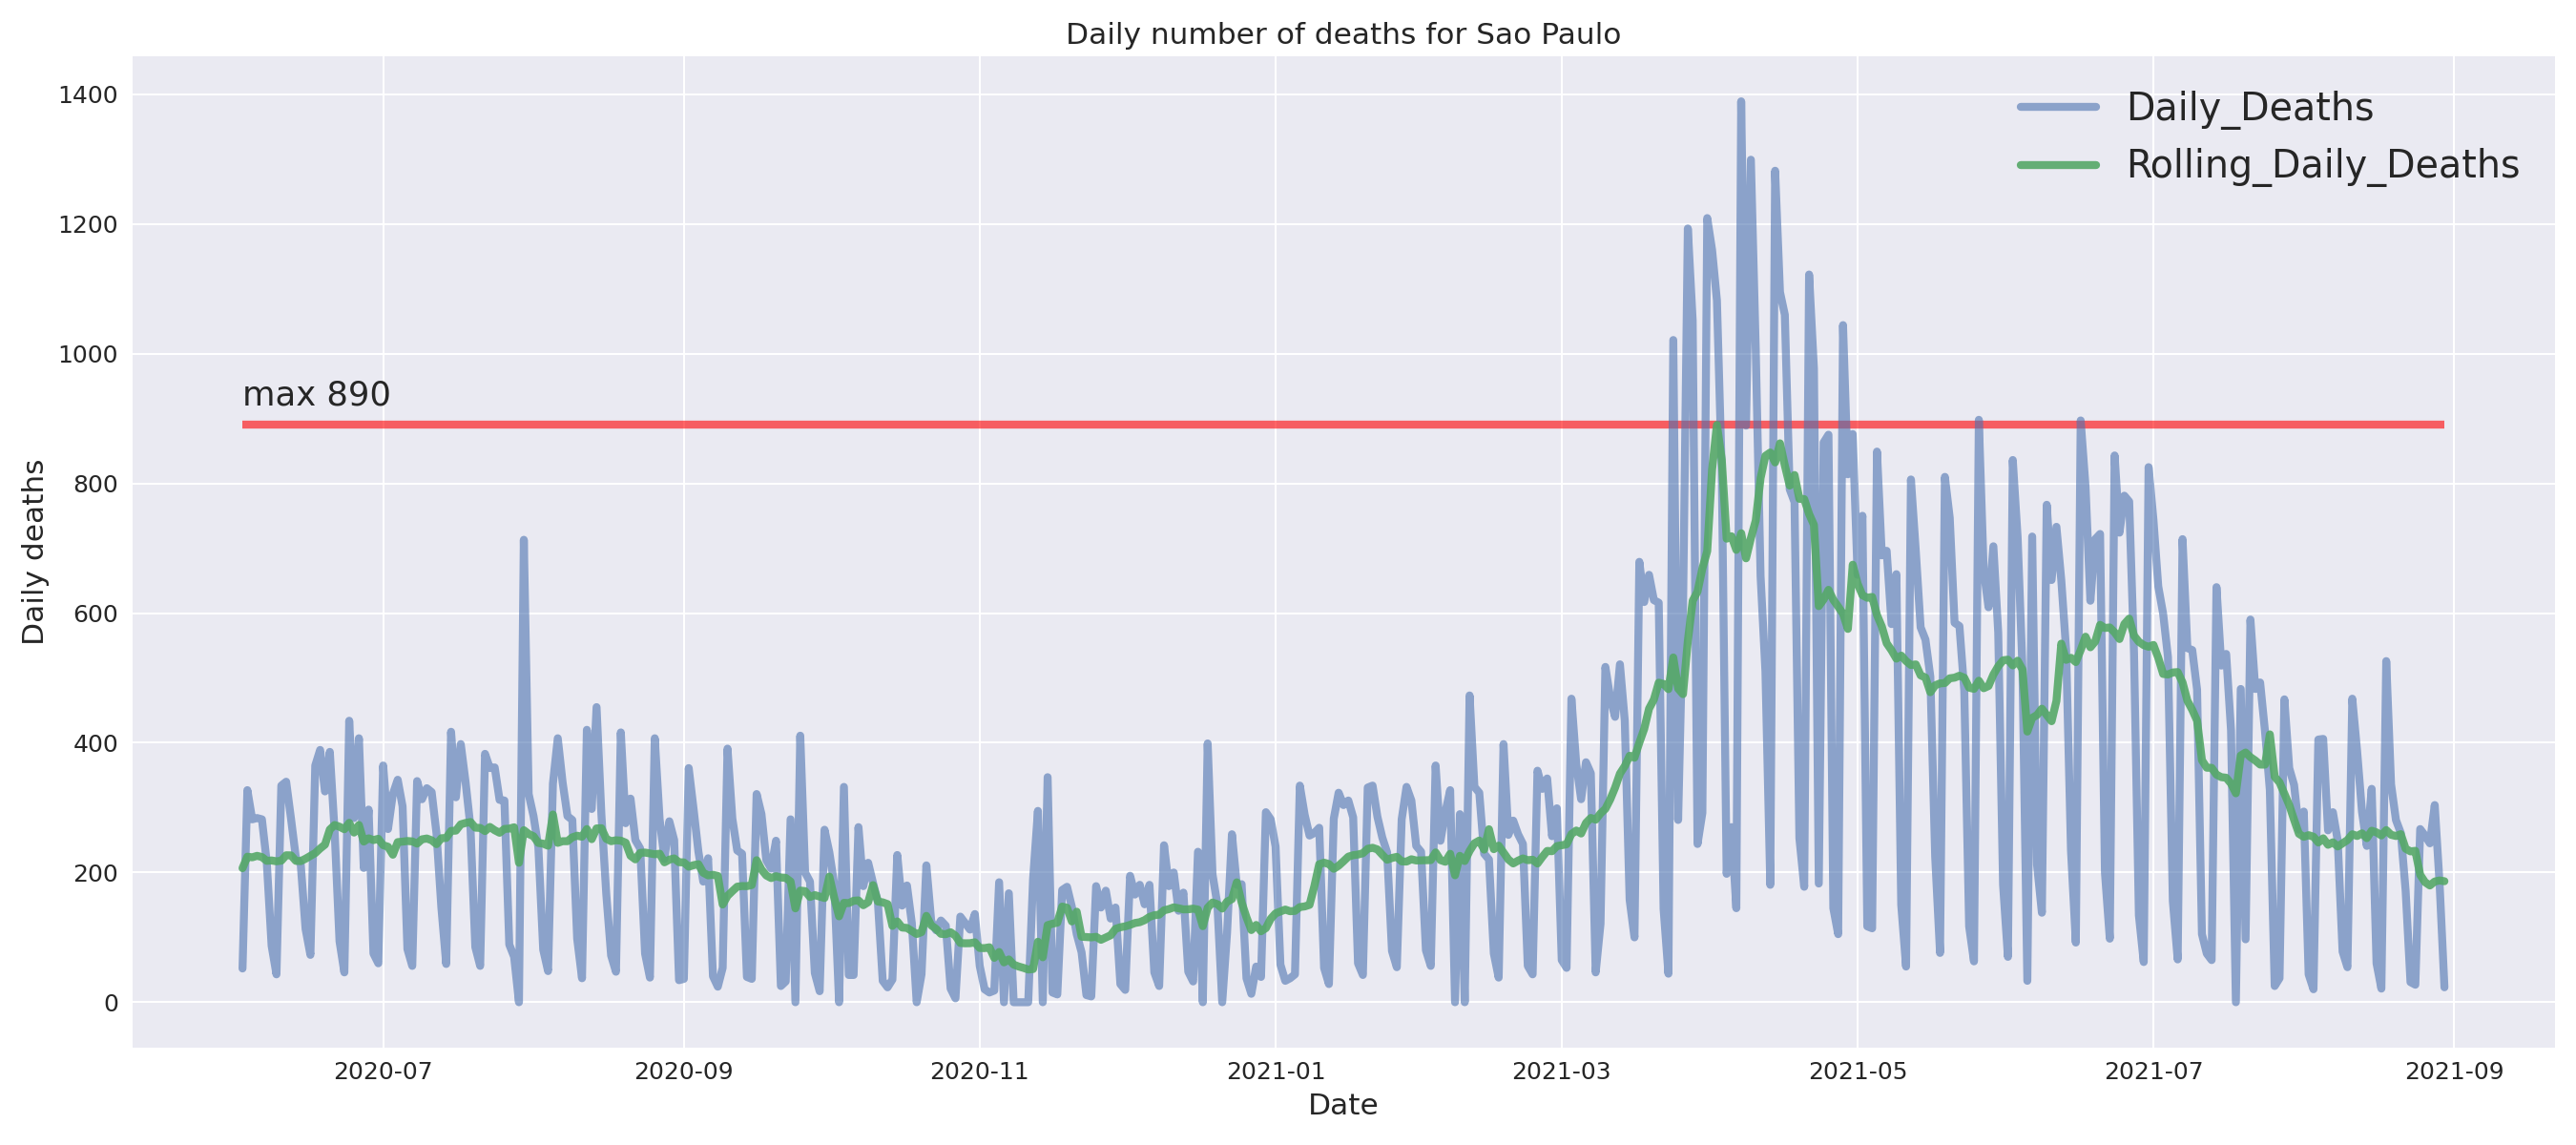 Daily number of deaths for Sao Paulo
1400
1200
1000
800
600
400
200
0
Daily deaths
max 890
Daily_Deaths
Rolling_Daily_Deaths
2020-07
2020-09
2020-11
2021-01
2021-03
2021-05
2021-07
2021-09
Date